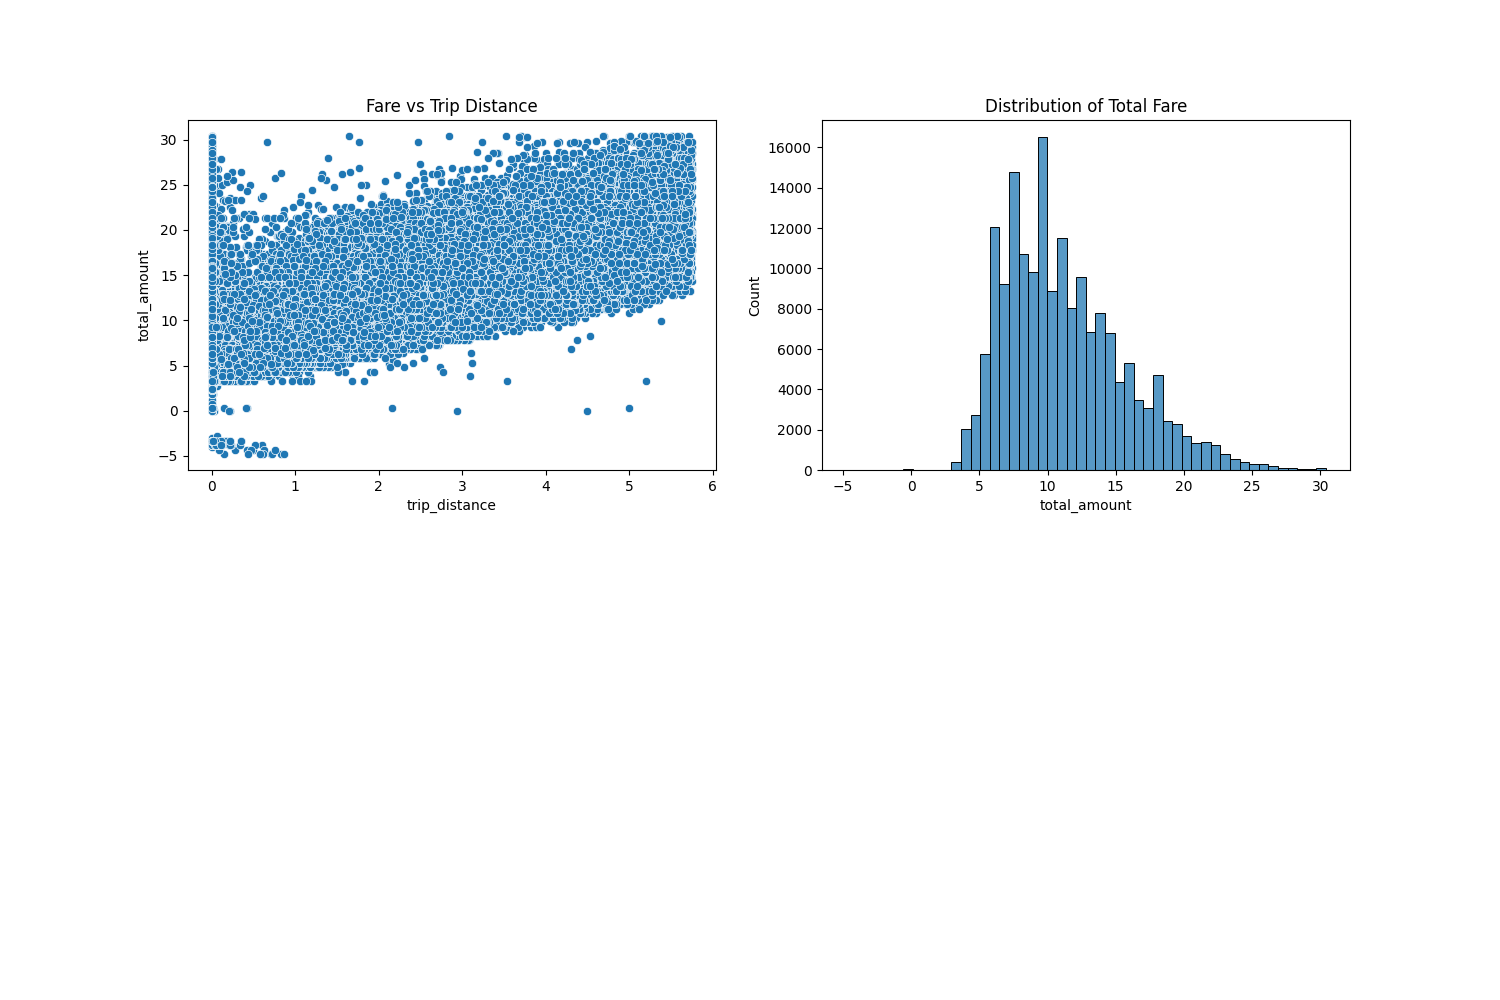 Fare vs Trip Distance
30
25
20
15
10
5
0
−5
total_amount
0 1 2 3 4 5 6
trip_distance
Distribution of Total Fare
16000
14000
12000
10000
8000
6000
4000
2000
0
Count
−5 0 5 10 15 20 25 30
total_amount